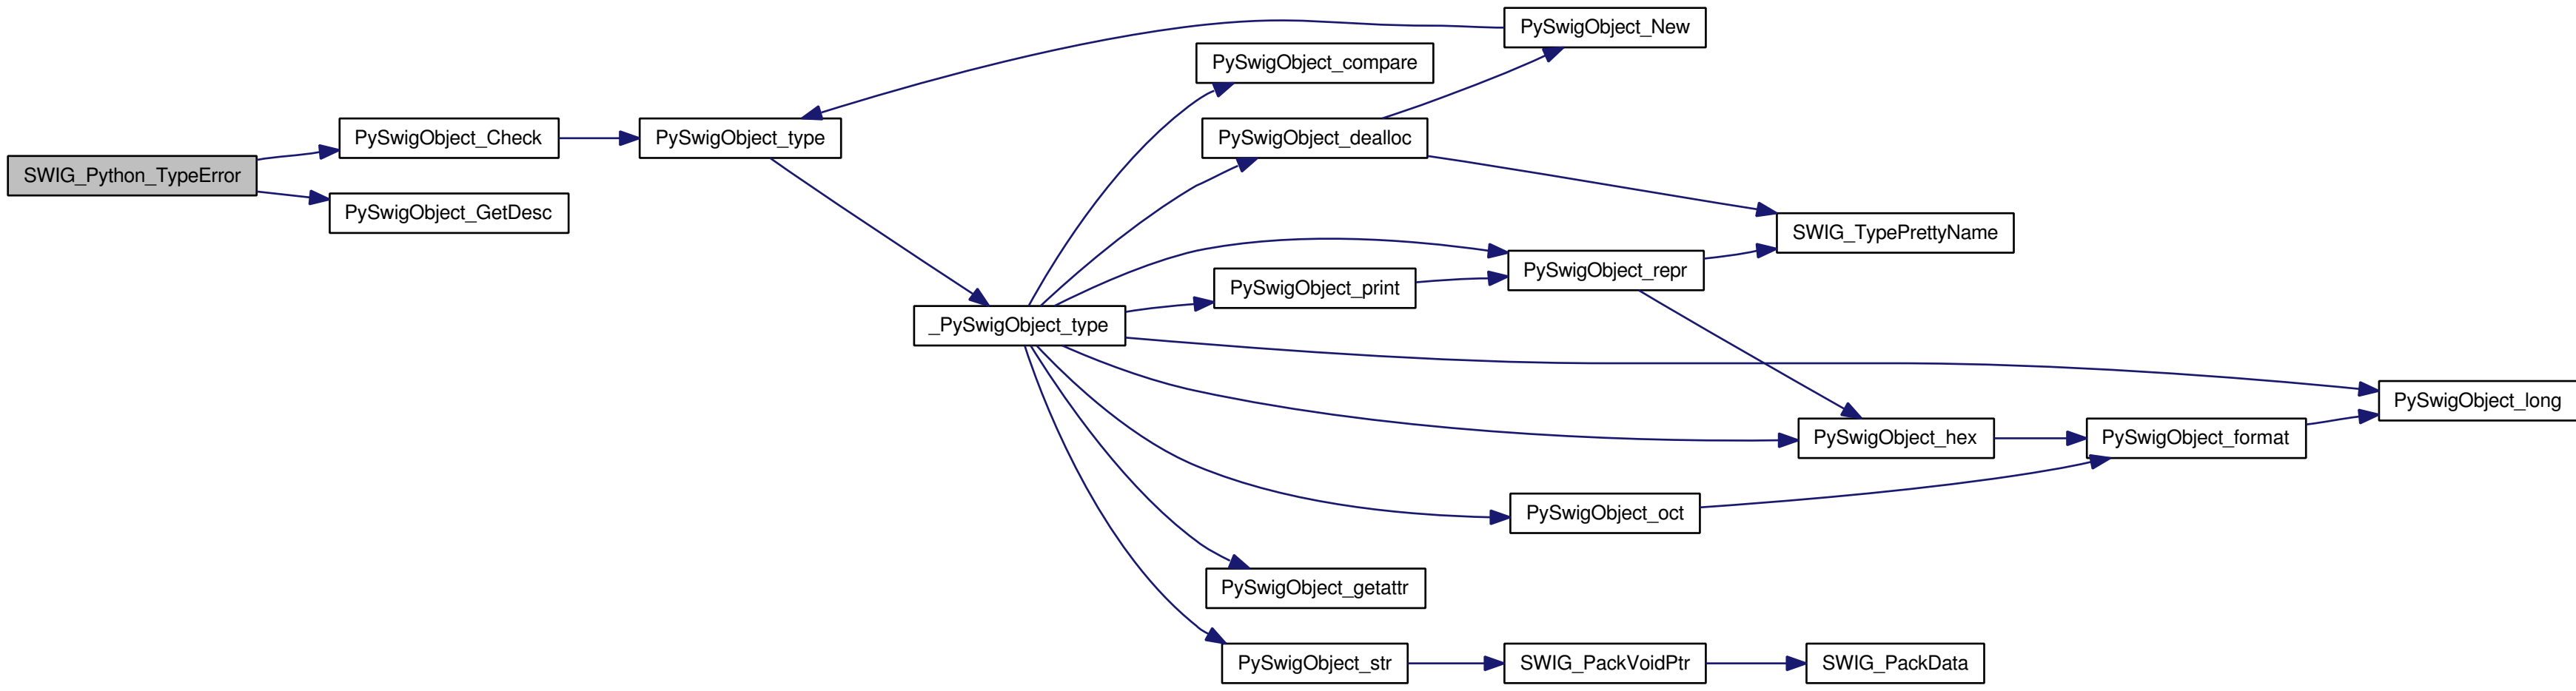 PySwigObject_New
PySwigObject_compare
PySwigObject_Check
PySwigObject_type
PySwigObject_dealloc
SWIG_Python_TypeError
PySwigObject_GetDesc
SWIG_TypePrettyName
PySwigObject_repr
PySwigObject_print
_PySwigObject_type
PySwigObject_long
PySwigObject_hex
PySwigObject_format
PySwigObject_oct
PySwigObject_getattr
PySwigObject_str
SWIG_PackVoidPtr
SWIG_PackData